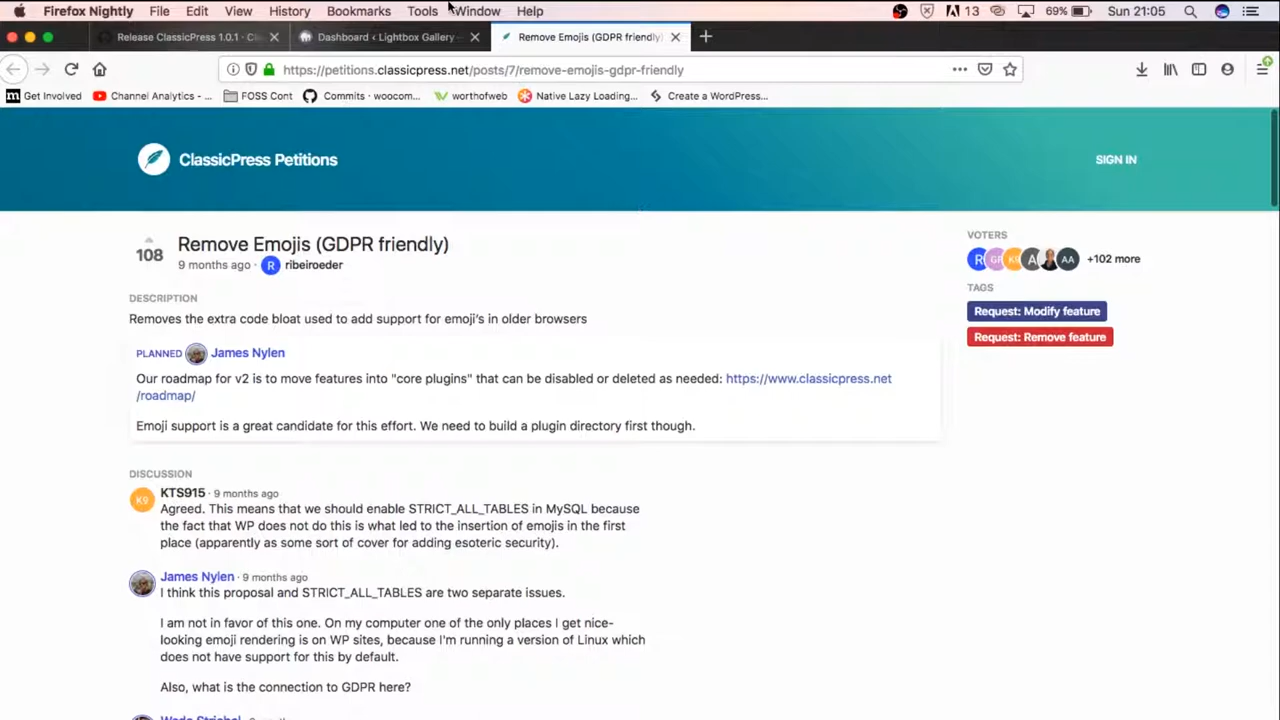 Firefox Nightly File Edit View History Bookmarks Tools Window Help 13 69% Sun 21:05
Release ClassicPress 1.0.1 · Cl
Dashboard ‹ Lightbox Gallery
Remove Emojis (GDPR friendly)
https://petitions.classicpress.net/posts/7/remove-emojis-gdpr-friendly
Get Involved Channel Analytics - ... FOSS Cont Commits · woocom... worthofweb Native Lazy Loading... Create a WordPress...
ClassicPress Petitions
SIGN IN
108
Remove Emojis (GDPR friendly)
9 months ago · R ribeiroeder
DESCRIPTION
Removes the extra code bloat used to add support for emoji's in older browsers
PLANNED James Nylen
Our roadmap for v2 is to move features into "core plugins" that can be disabled or deleted as needed: https://www.classicpress.net
/roadmap/
Emoji support is a great candidate for this effort. We need to build a plugin directory first though.
VOTERS
R GP K9 A AA +102 more
TAGS
Request: Modify feature
Request: Remove feature
DISCUSSION
K9 KTS915 · 9 months ago
Agreed. This means that we should enable STRICT_ALL_TABLES in MySQL because
the fact that WP does not do this is what led to the insertion of emojis in the first
place (apparently as some sort of cover for adding esoteric security).
James Nylen · 9 months ago
I think this proposal and STRICT_ALL_TABLES are two separate issues.
I am not in favor of this one. On my computer one of the only places I get nice-
looking emoji rendering is on WP sites, because I'm running a version of Linux which
does not have support for this by default.
Also, what is the connection to GDPR here?